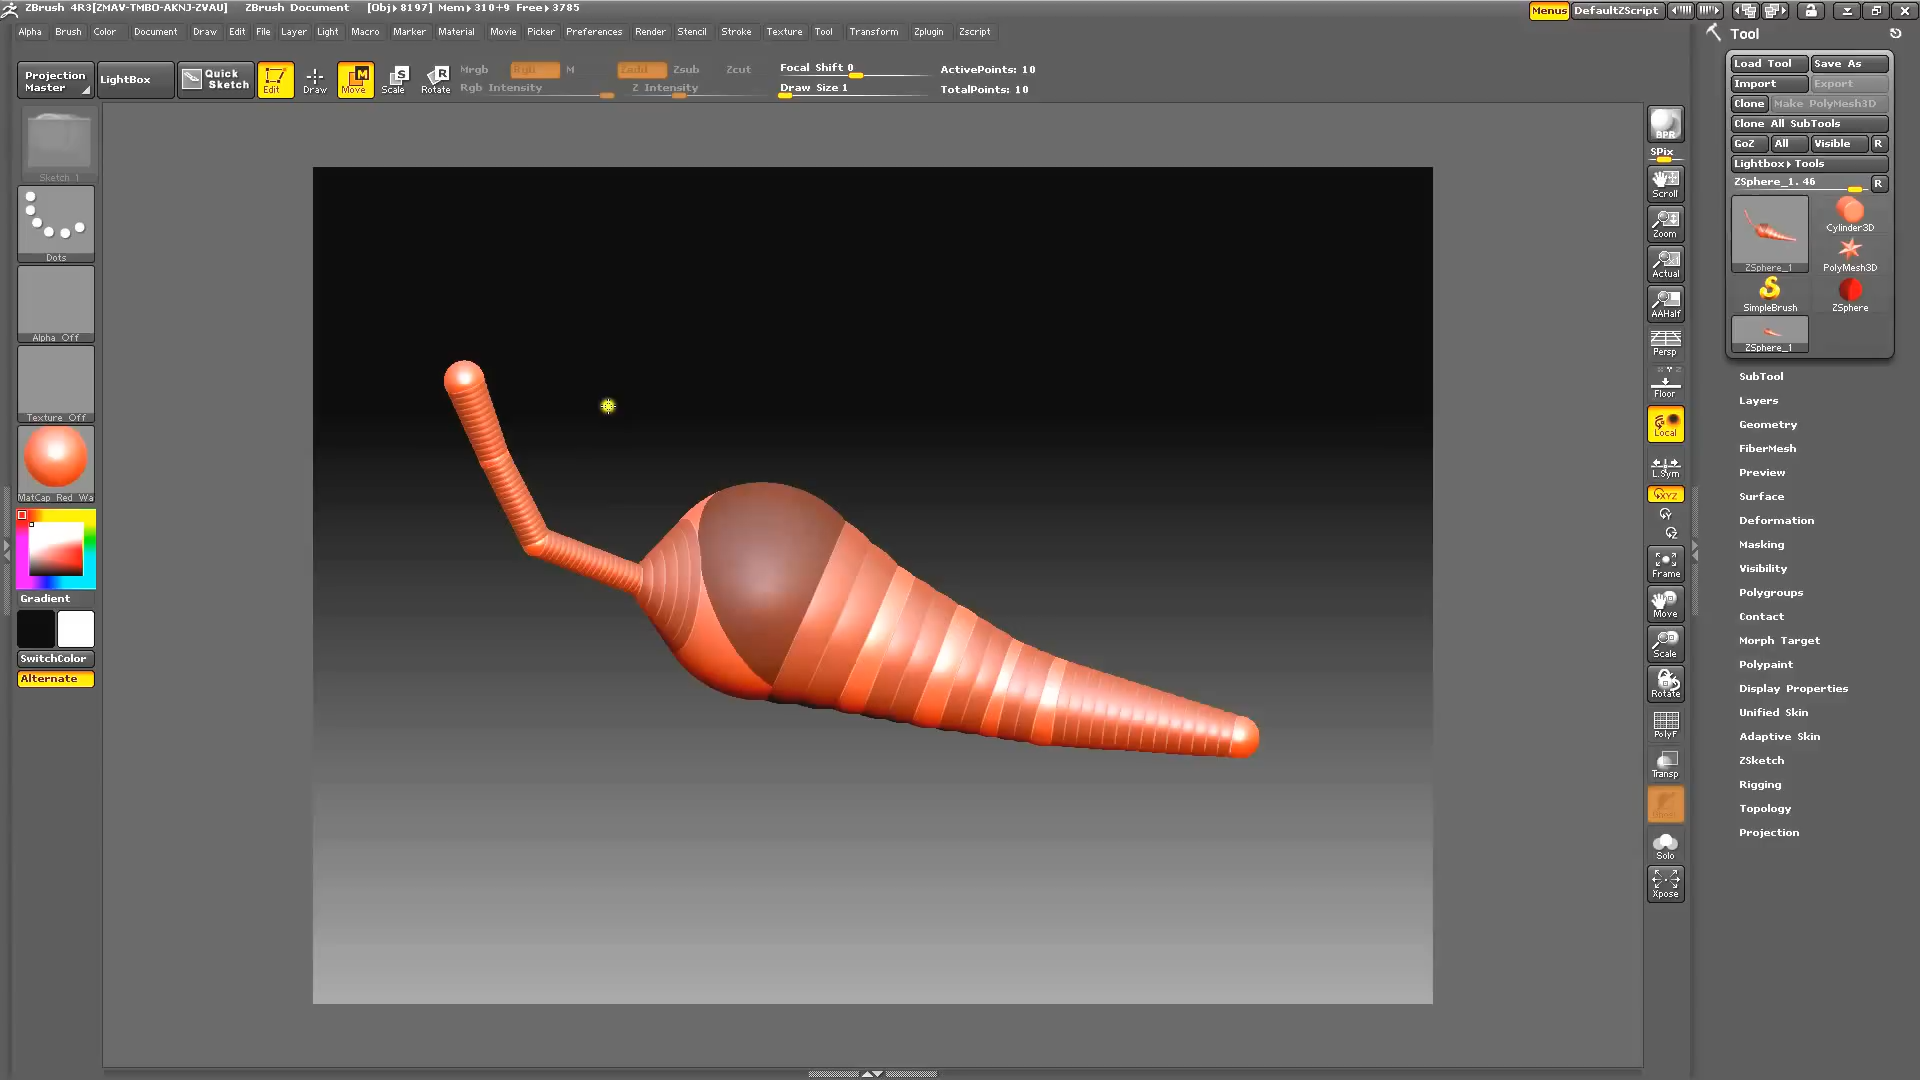 ZBrush 4R3[ZMAV-TMBO-AKNJ-ZVAU] ZBrush Document [Obj▸8197] Mem▸310+9 Free▸3785
Menus DefaultZScript
Alpha Brush Color Document Draw Edit File Layer Light Macro Marker Material Movie Picker Preferences Render Stencil Stroke Texture Tool Transform Zplugin Zscript
Tool
Projection Master
LightBox
Quick Sketch
Edit
Draw
Move
Scale
Rotate
Mrgb Rgb M
Rgb Intensity
Zadd Zsub Zcut
Z Intensity
Focal Shift 0
Draw Size 1
ActivePoints: 10
TotalPoints: 10
Sketch 1
Dots
Alpha Off
Texture Off
MatCap Red Wa
Gradient
SwitchColor
Alternate
BPR
SPix
Scroll
Zoom
Actual
AAHalf
Persp
Floor
Local
L.Sym
XYZ
Y
Z
Frame
Move
Scale
Rotate
PolyF
Transp
Solo
Xpose
Load Tool Save As
Import Export
Clone Make PolyMesh3D
Clone All SubTools
GoZ All Visible R
Lightbox▸Tools
ZSphere_1. 46 R
ZSphere_1
Cylinder3D
PolyMesh3D
SimpleBrush
ZSphere
ZSphere_1
SubTool
Layers
Geometry
FiberMesh
Preview
Surface
Deformation
Masking
Visibility
Polygroups
Contact
Morph Target
Polypaint
Display Properties
Unified Skin
Adaptive Skin
ZSketch
Rigging
Topology
Projection